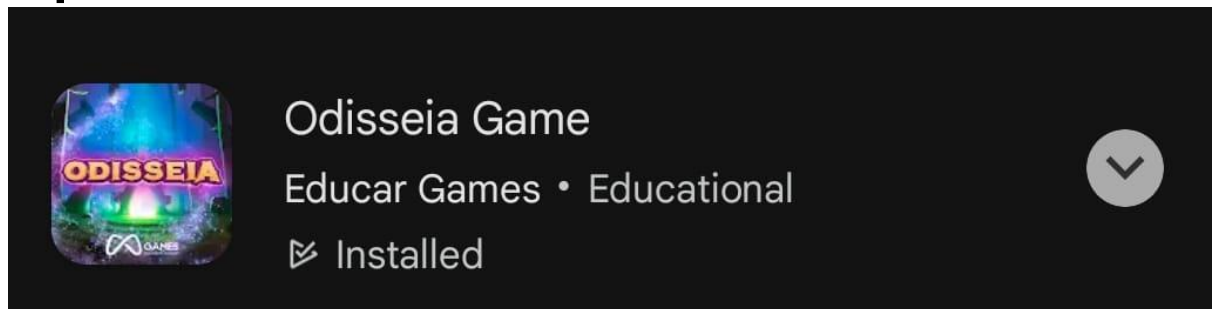 ODISSEIA
GAMES
Odisseia Game
Educar Games • Educational
Installed